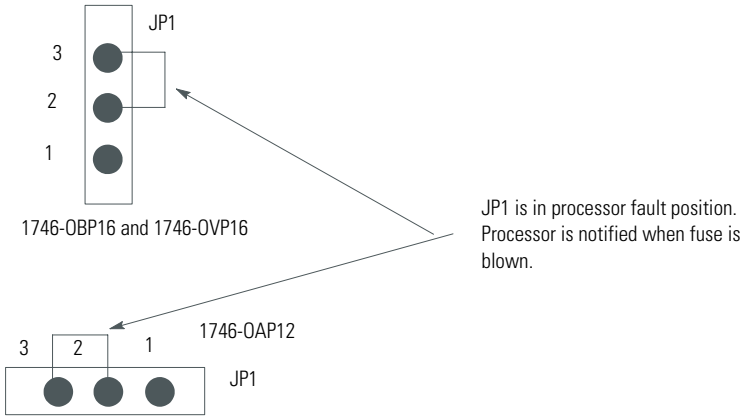 JP1
3
2
1
1746-OBP16 and 1746-OVP16
JP1 is in processor fault position.
Processor is notified when fuse is
blown.
1746-OAP12
3 2 1
JP1